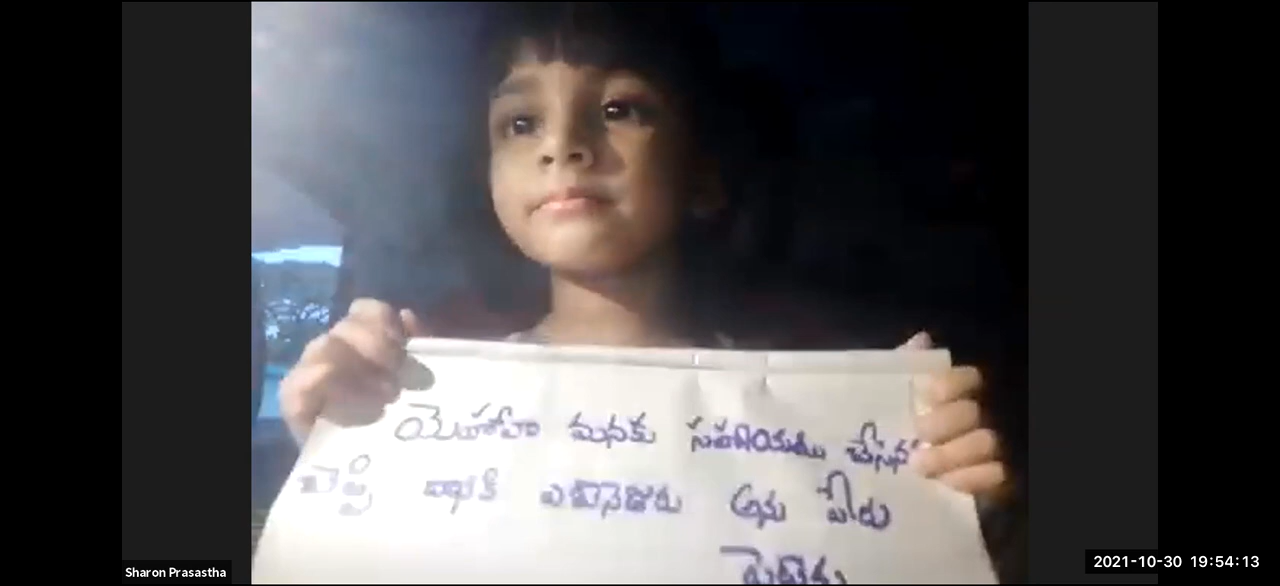 యెహోవా మనకు సహాయము చేసెన
చెప్పి దానికి ఎబినెజరు అను పేరు
పెట్టెను
Sharon Prasastha
2021-10-30 19:54:13